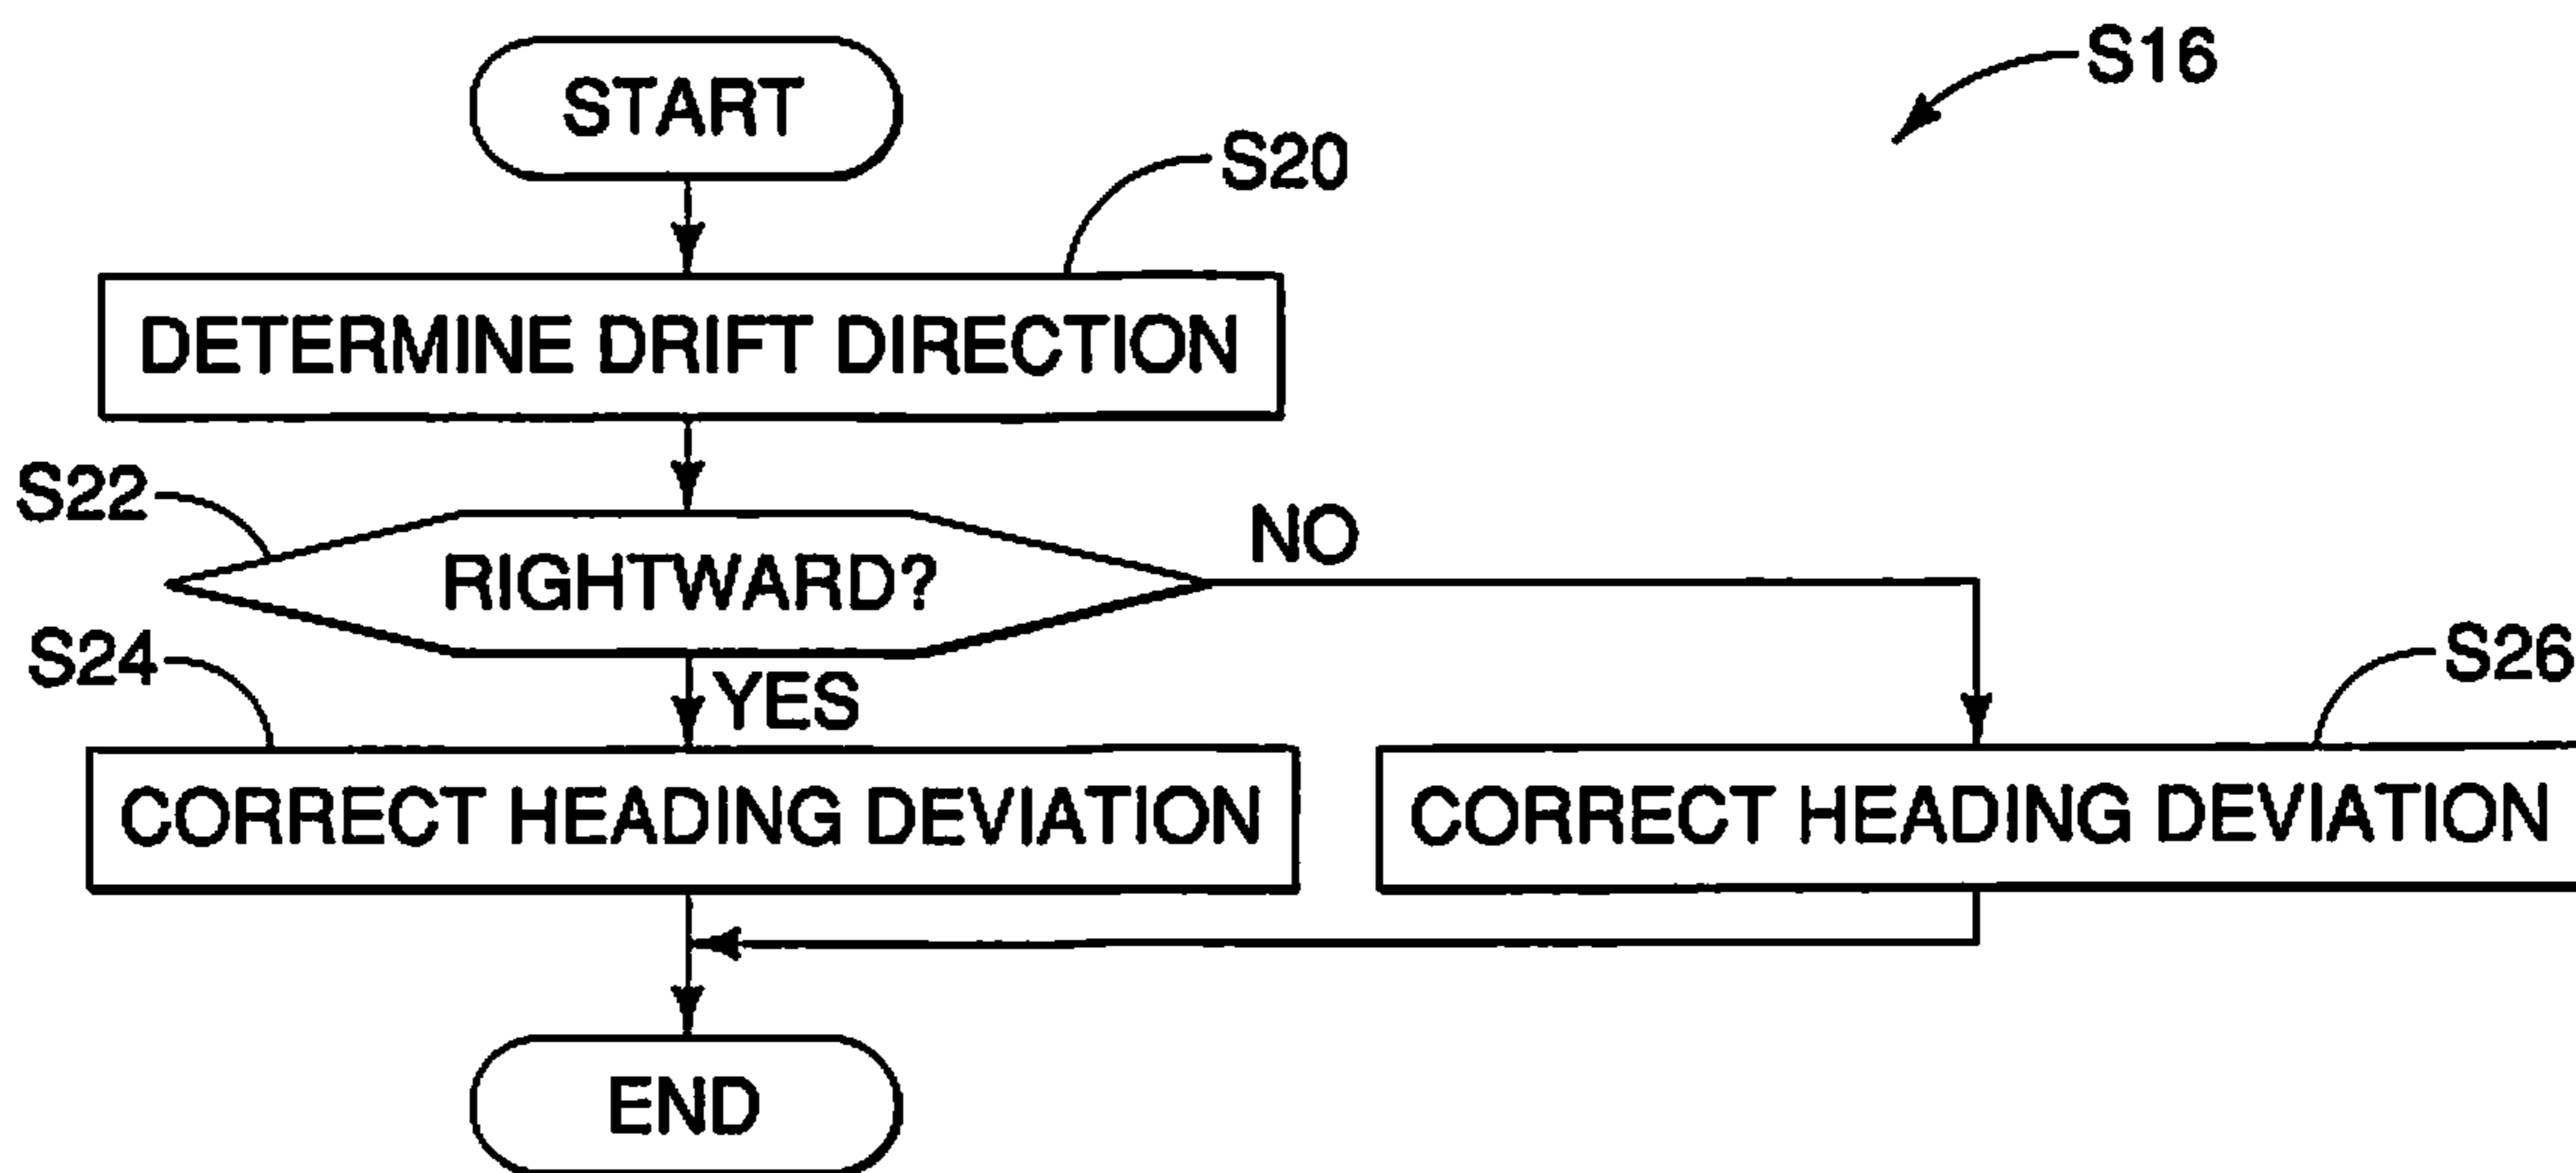 START
S16
S20
DETERMINE DRIFT DIRECTION
S22
RIGHTWARD?
NO
S24
YES
S26
CORRECT HEADING DEVIATION
CORRECT HEADING DEVIATION
END